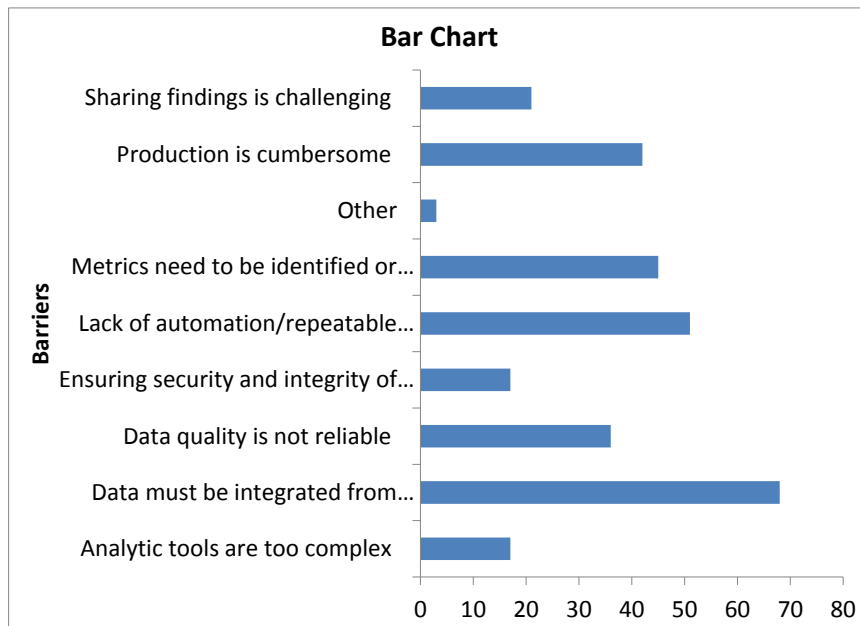 Bar Chart
Barriers
Sharing findings is challenging
Production is cumbersome
Other
Metrics need to be identified or...
Lack of automation/repeatable...
Ensuring security and integrity of...
Data quality is not reliable
Data must be integrated from...
Analytic tools are too complex
0 10 20 30 40 50 60 70 80